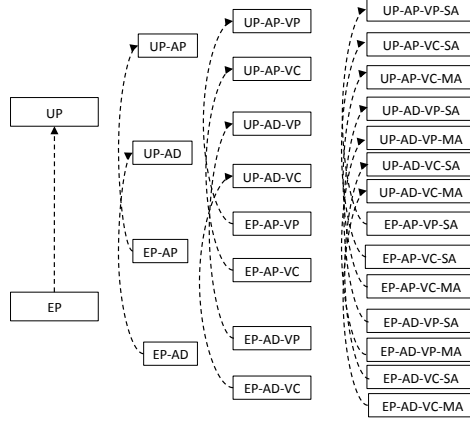 UP
EP
UP-AP
UP-AD
EP-AP
EP-AD
UP-AP-VP
UP-AP-VC
UP-AD-VP
UP-AD-VC
EP-AP-VP
EP-AP-VC
EP-AD-VP
EP-AD-VC
UP-AP-VP-SA
UP-AP-VC-SA
UP-AP-VC-MA
UP-AD-VP-SA
UP-AD-VP-MA
UP-AD-VC-SA
UP-AD-VC-MA
EP-AP-VP-SA
EP-AP-VC-SA
EP-AP-VC-MA
EP-AD-VP-SA
EP-AD-VP-MA
EP-AD-VC-SA
EP-AD-VC-MA